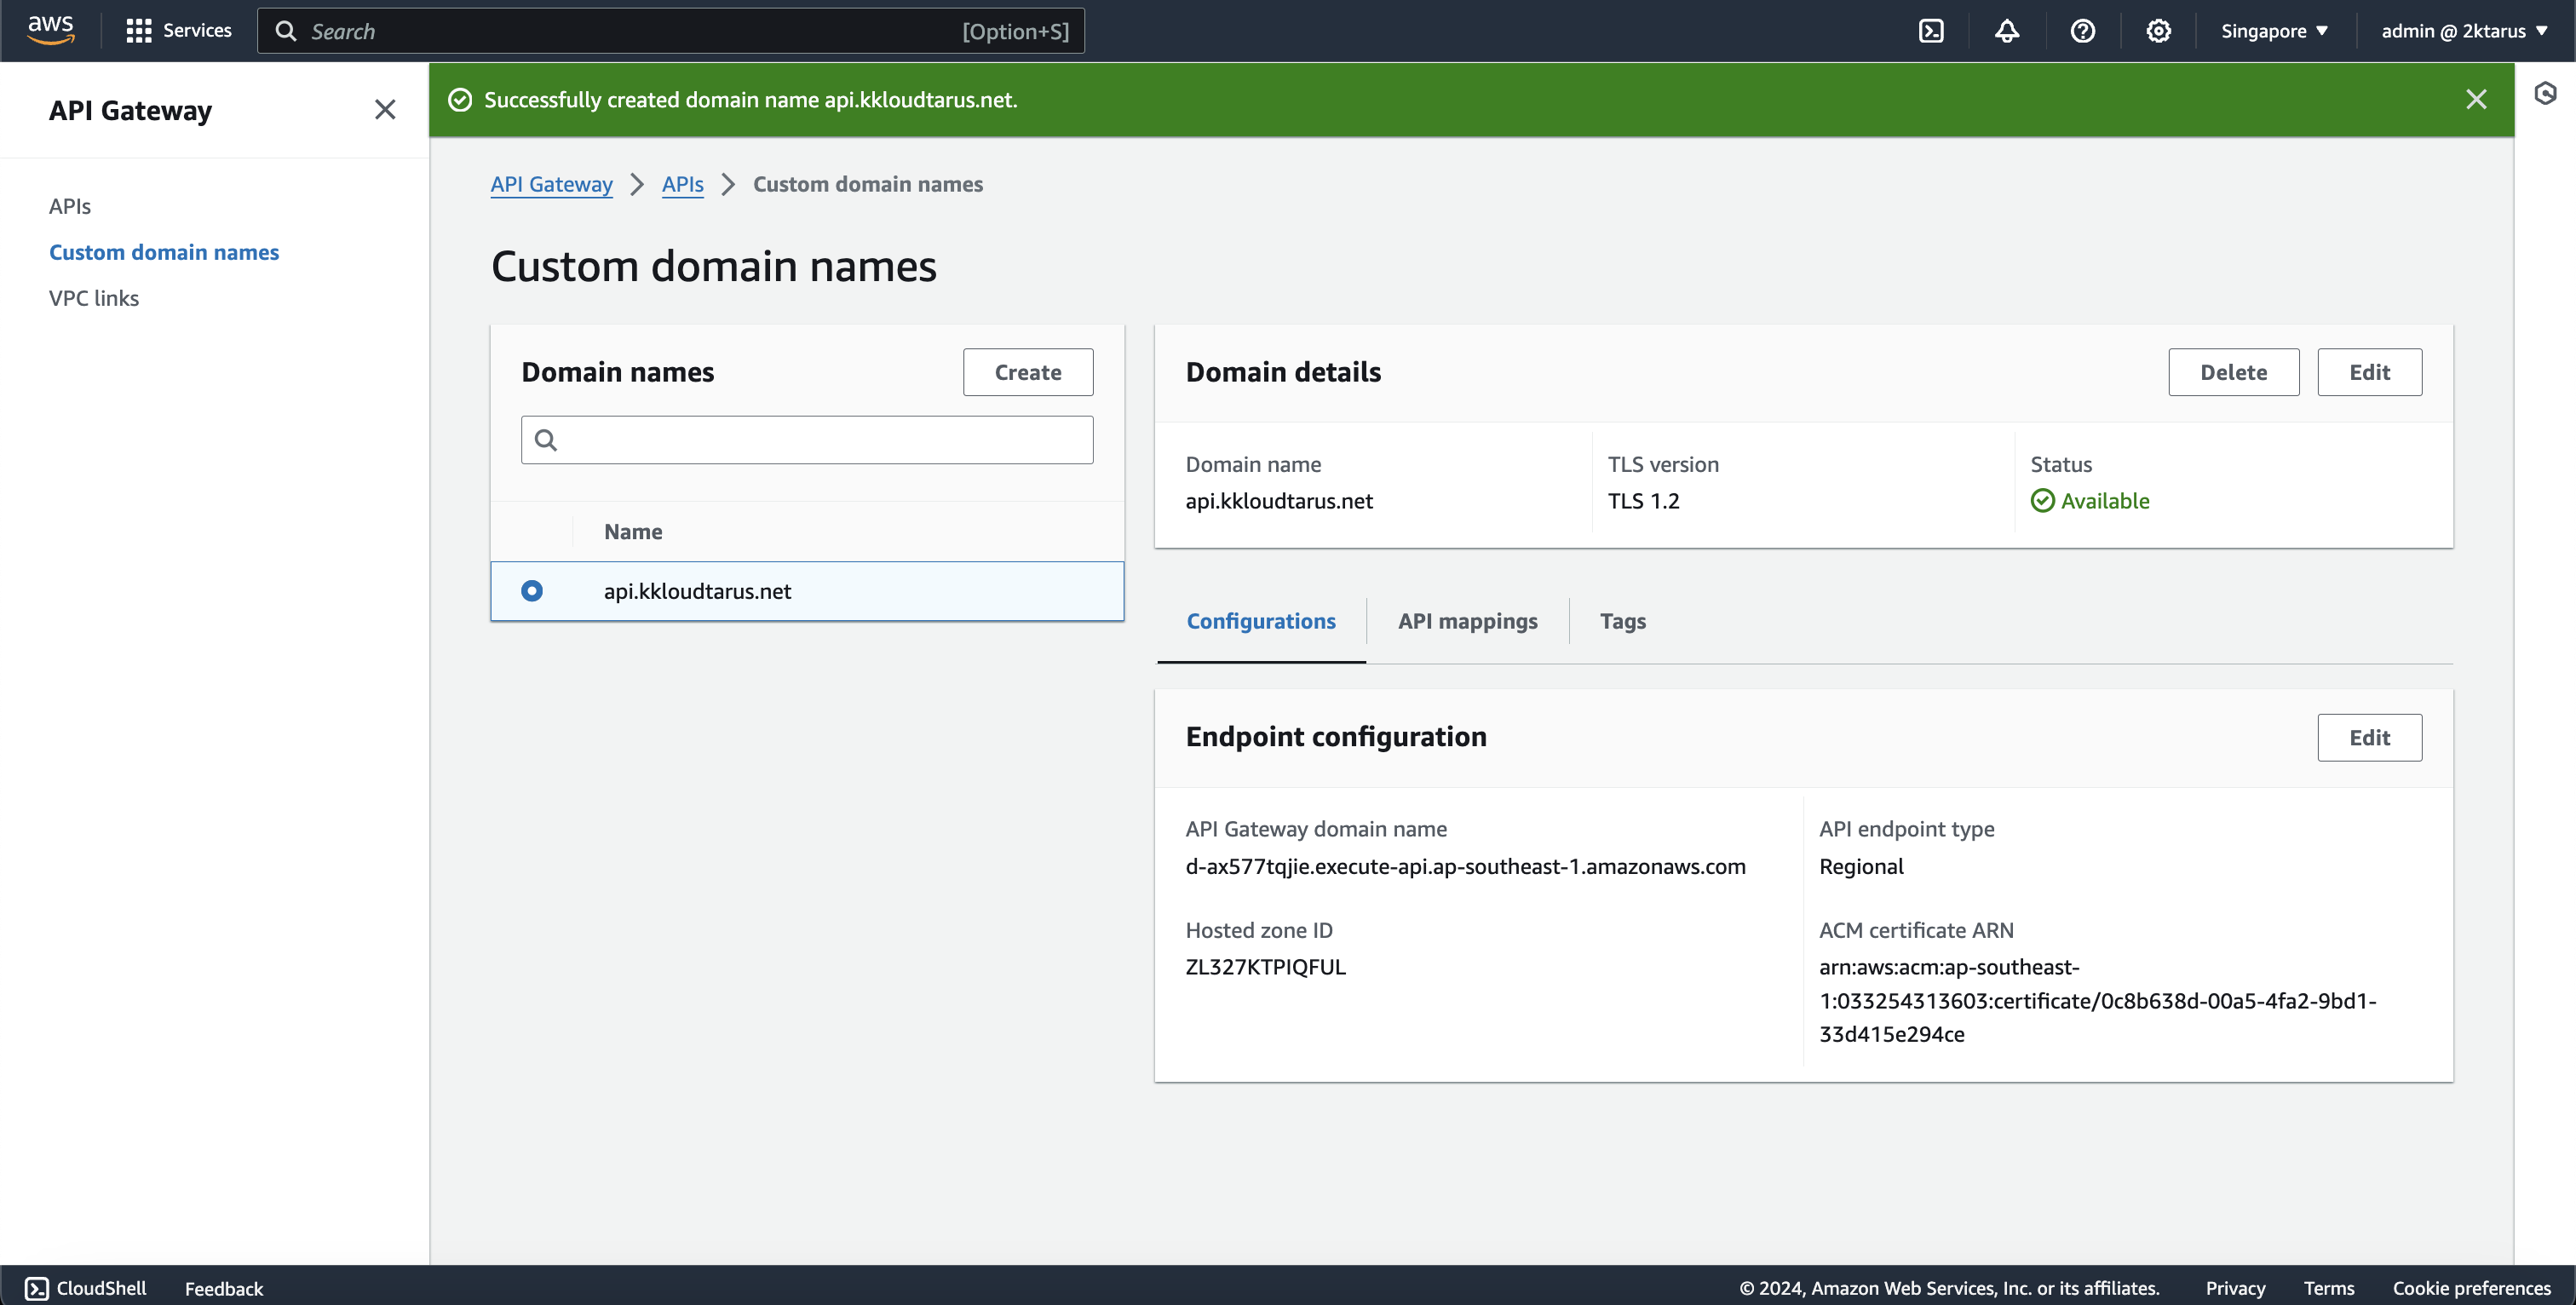 aws
Services
Search
[Option+S]
Singapore
admin @ 2ktarus
API Gateway
APIs
Custom domain names
VPC links
Successfully created domain name api.kkloudtarus.net.
API Gateway
APIs
Custom domain names
Custom domain names
Domain names
Create
Name
api.kkloudtarus.net
Domain details
Delete
Edit
Domain name
api.kkloudtarus.net
TLS version
TLS 1.2
Status
Available
Configurations
API mappings
Tags
Endpoint configuration
Edit
API Gateway domain name
d-ax577tqjie.execute-api.ap-southeast-1.amazonaws.com
API endpoint type
Regional
Hosted zone ID
ZL327KTPIQFUL
ACM certificate ARN
arn:aws:acm:ap-southeast-
1:033254313603:certificate/0c8b638d-00a5-4fa2-9bd1-
33d415e294ce
CloudShell
Feedback
© 2024, Amazon Web Services, Inc. or its affiliates.
Privacy
Terms
Cookie preferences